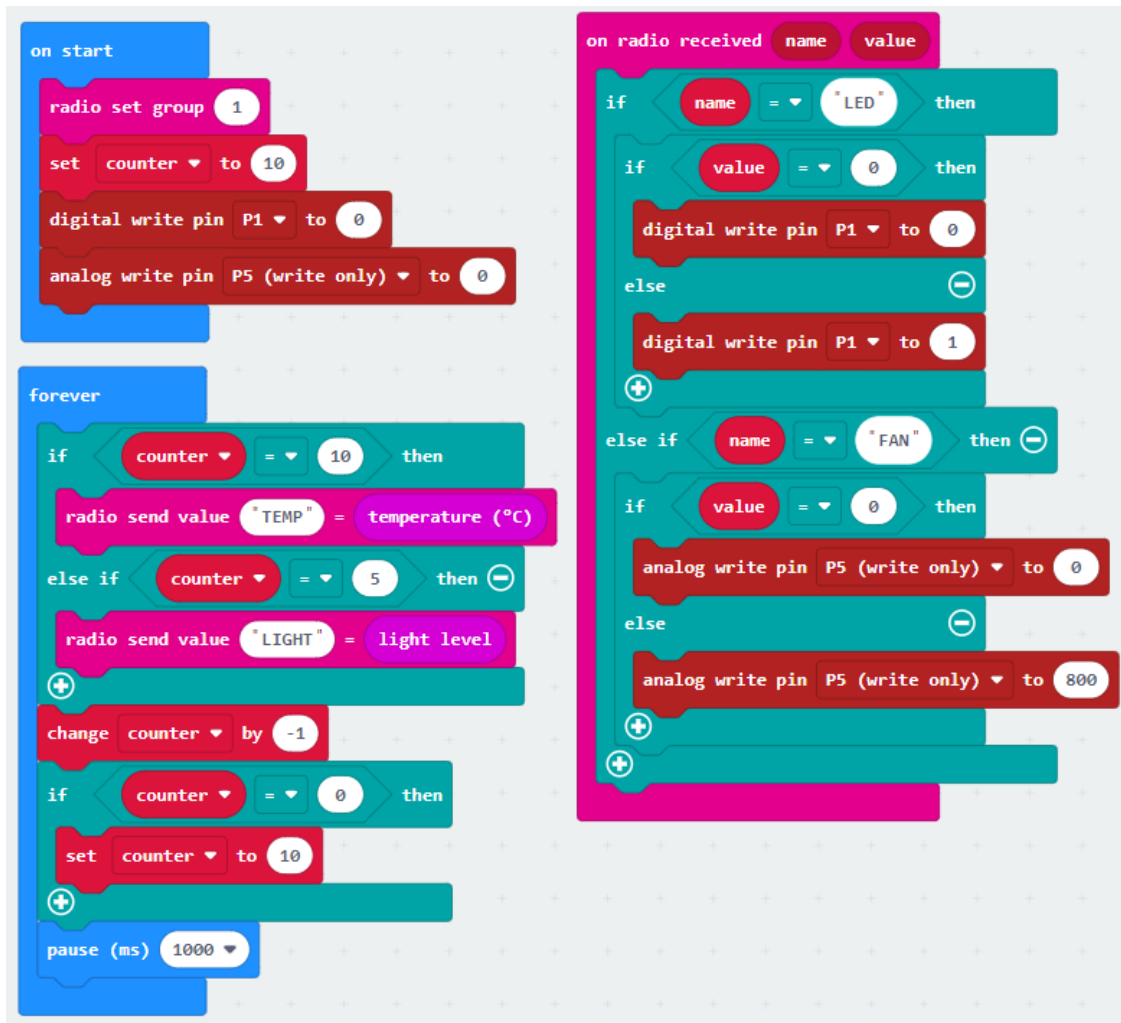 on start
radio set group 1
set counter to 10
digital write pin P1 to 0
analog write pin P5 (write only) to 0
forever
if counter = 10 then
radio send value "TEMP" = temperature (°C)
else if counter = 5 then
radio send value "LIGHT" = light level
change counter by -1
if counter = 0 then
set counter to 10
pause (ms) 1000
on radio received name value
if name = "LED" then
if value = 0 then
digital write pin P1 to 0
else
digital write pin P1 to 1
else if name = "FAN" then
if value = 0 then
analog write pin P5 (write only) to 0
else
analog write pin P5 (write only) to 800